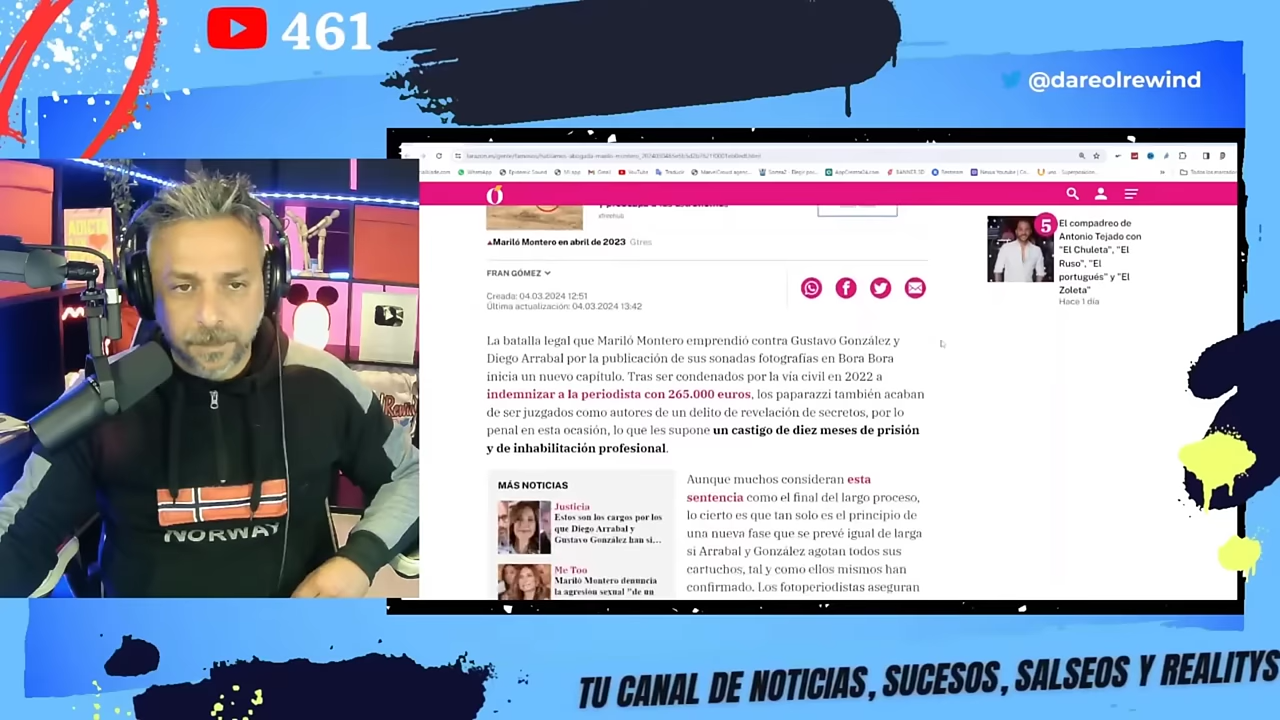 461
@dareolrewind
WhatsApp
Gmail
YouTube
Traducir
BANNER 3D
Mariló Montero en abril de 2023 Gtres
FRAN GÓMEZ
Creada: 04.03.2024 12:51
Última actualización: 04.03.2024 13:42
La batalla legal que Mariló Montero emprendió contra Gustavo González y
Diego Arrabal por la publicación de sus sonadas fotografías en Bora Bora
inicia un nuevo capítulo. Tras ser condenados por la vía civil en 2022 a
indemnizar a la periodista con 265.000 euros, los paparazzi también acaban
de ser juzgados como autores de un delito de revelación de secretos, por lo
penal en esta ocasión, lo que les supone un castigo de diez meses de prisión
y de inhabilitación profesional.
MÁS NOTICIAS
Justicia
Estos son los cargos por los
que Diego Arrabal y
Gustavo González han si...
Me Too
Mariló Montero denuncia
la agresión sexual "de un
Aunque muchos consideran esta
sentencia como el final del largo proceso,
lo cierto es que tan solo es el principio de
una nueva fase que se prevé igual de larga
si Arrabal y González agotan todos sus
cartuchos, tal y como ellos mismos han
confirmado. Los fotoperiodistas aseguran
5
El compadreo de
Antonio Tejado con
"El Chuleta", "El
Ruso", "El
portugués" y "El
Zoleta"
Hace 1 día
NORWAY
TU CANAL DE NOTICIAS, SUCESOS, SALSEOS Y REALITYS